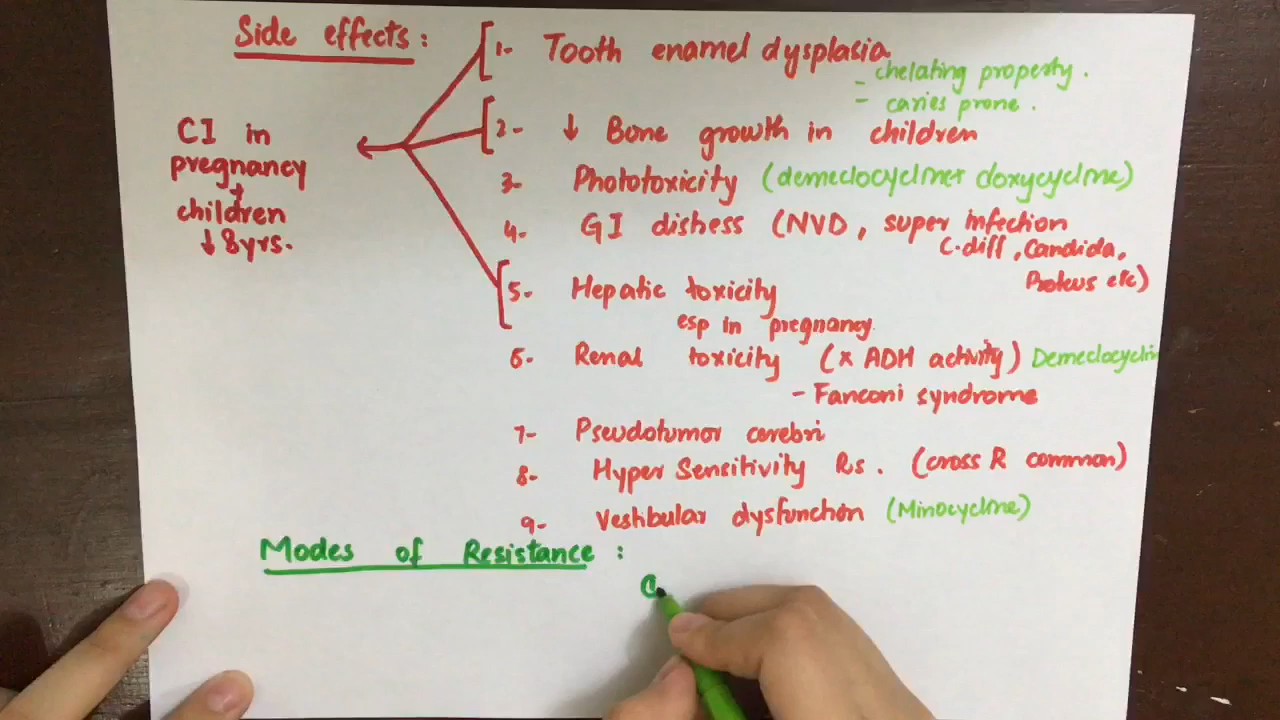 Side effects :
1- Tooth enamel dysplasia
- chelating property.
- caries prone.
2- ↓ Bone growth in children
3- Phototoxicity (demeclocycline+ doxycycline)
4- GI distress (NVD, super infection
C.diff, Candida,
Proteus etc)
5- Hepatic toxicity
esp in pregnancy
6- Renal toxicity (x ADH activity) Demeclocyclin
- Fanconi syndrome
7- Pseudotumor cerebri
8- Hyper Sensitivity Rs. (cross R common)
9- Vestibular dysfunction (Minocycline)
CI in
pregnancy
+
children
↓ 8yrs.
Modes of Resistance :